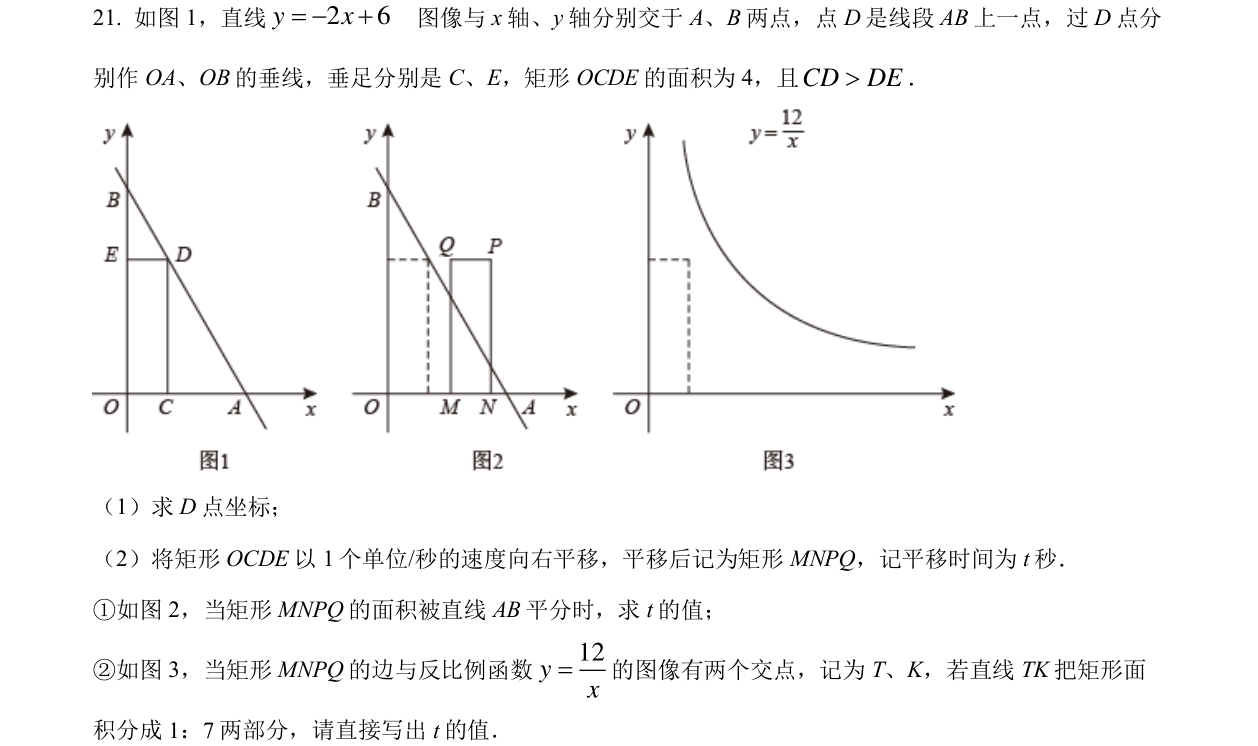 21. 如图 1，直线 y = −2x + 6 图像与 x 轴、y 轴分别交于 A、B 两点，点 D 是线段 AB 上一点，过 D 点分
别作 OA、OB 的垂线，垂足分别是 C、E，矩形 OCDE 的面积为 4，且 CD > DE．
y B E D O C A x 图1
y B Q P O M N A x 图2
y y=12/x O x 图3
（1）求 D 点坐标；
（2）将矩形 OCDE 以 1 个单位/秒的速度向右平移，平移后记为矩形 MNPQ，记平移时间为 t 秒．
①如图 2，当矩形 MNPQ 的面积被直线 AB 平分时，求 t 的值；
②如图 3，当矩形 MNPQ 的边与反比例函数 y = 12/x 的图像有两个交点，记为 T、K，若直线 TK 把矩形面
积分成 1：7 两部分，请直接写出 t 的值．